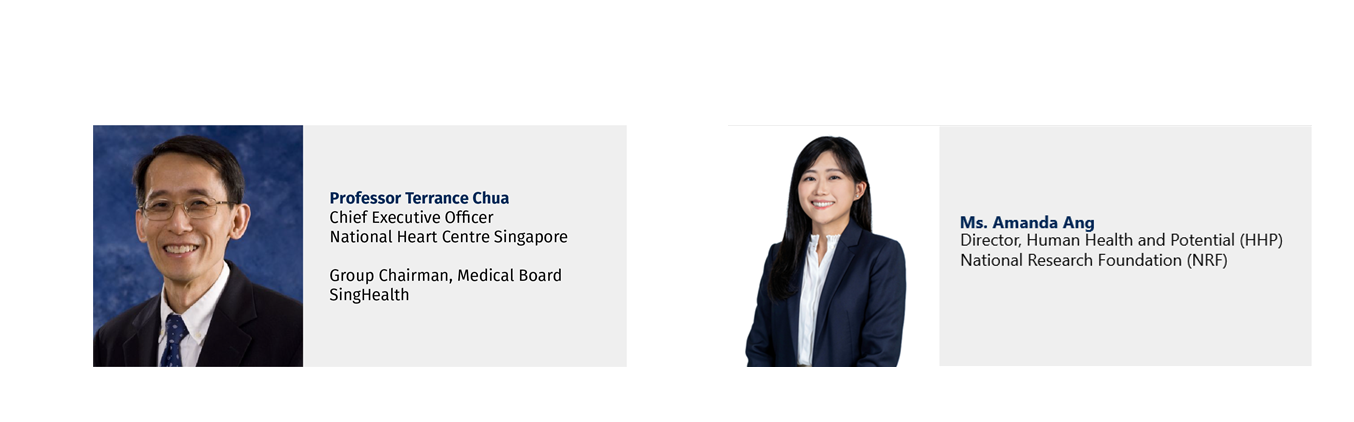 Professor Terrance Chua
Chief Executive Officer
National Heart Centre Singapore
Group Chairman, Medical Board
SingHealth
Ms. Amanda Ang
Director, Human Health and Potential (HHP)
National Research Foundation (NRF)